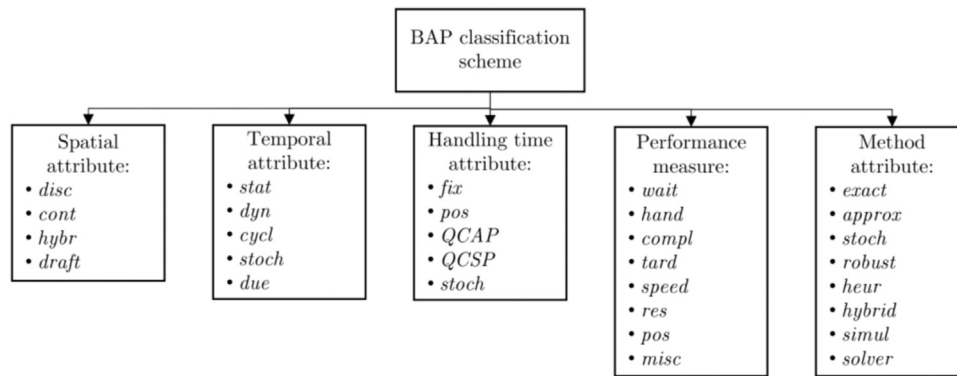 BAP classification
scheme
Spatial
attribute:
• disc
• cont
• hybr
• draft
Temporal
attribute:
• stat
• dyn
• cycl
• stoch
• due
Handling time
attribute:
• fix
• pos
• QCAP
• QCSP
• stoch
Performance
measure:
• wait
• hand
• compl
• tard
• speed
• res
• pos
• misc
Method
attribute:
• exact
• approx
• stoch
• robust
• heur
• hybrid
• simul
• solver